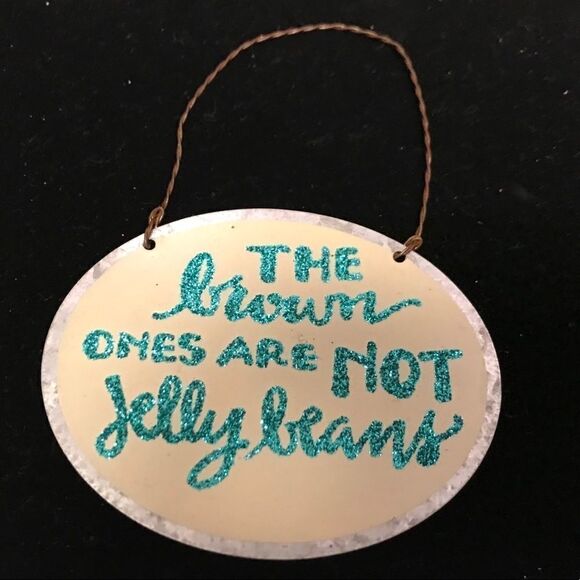 THE
brown
ONES ARE NOT
Jelly beans